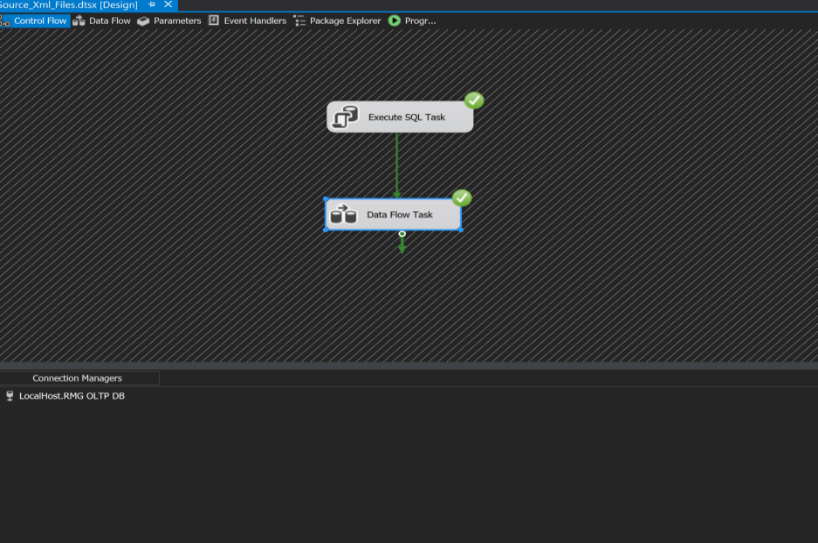 Source_Xml_Files.dtsx [Design]
Control Flow Data Flow Parameters Event Handlers Package Explorer Progr...
Execute SQL Task
Data Flow Task
Connection Managers
LocalHost.RMG OLTP DB